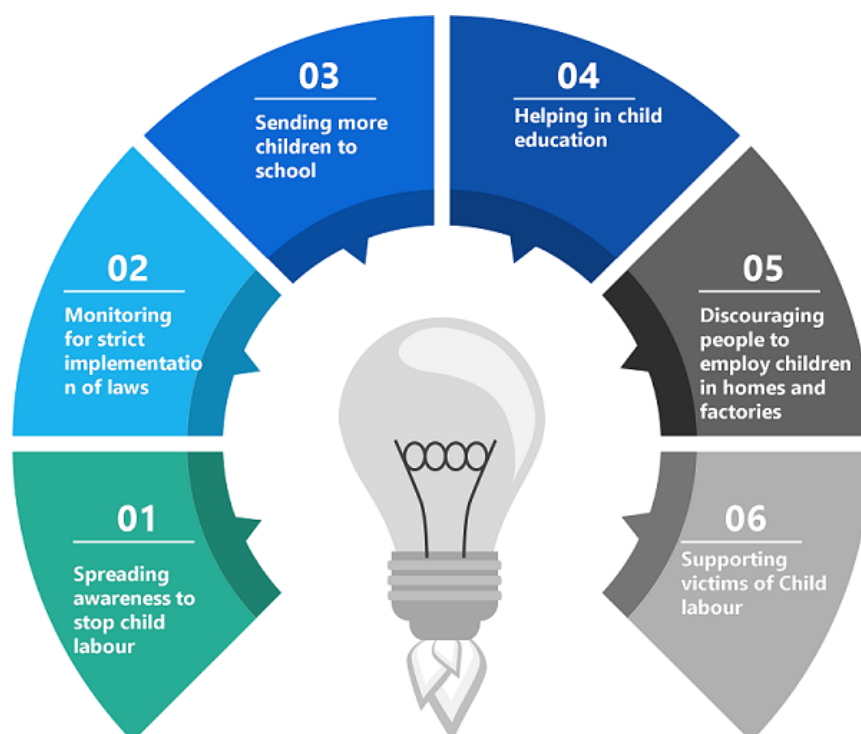 01
Spreading
awareness to
stop child
labour
02
Monitoring
for strict
implementatio
n of laws
03
Sending more
children to
school
04
Helping in child
education
05
Discouraging
people to
employ children
in homes and
factories
06
Supporting
victims of Child
labour